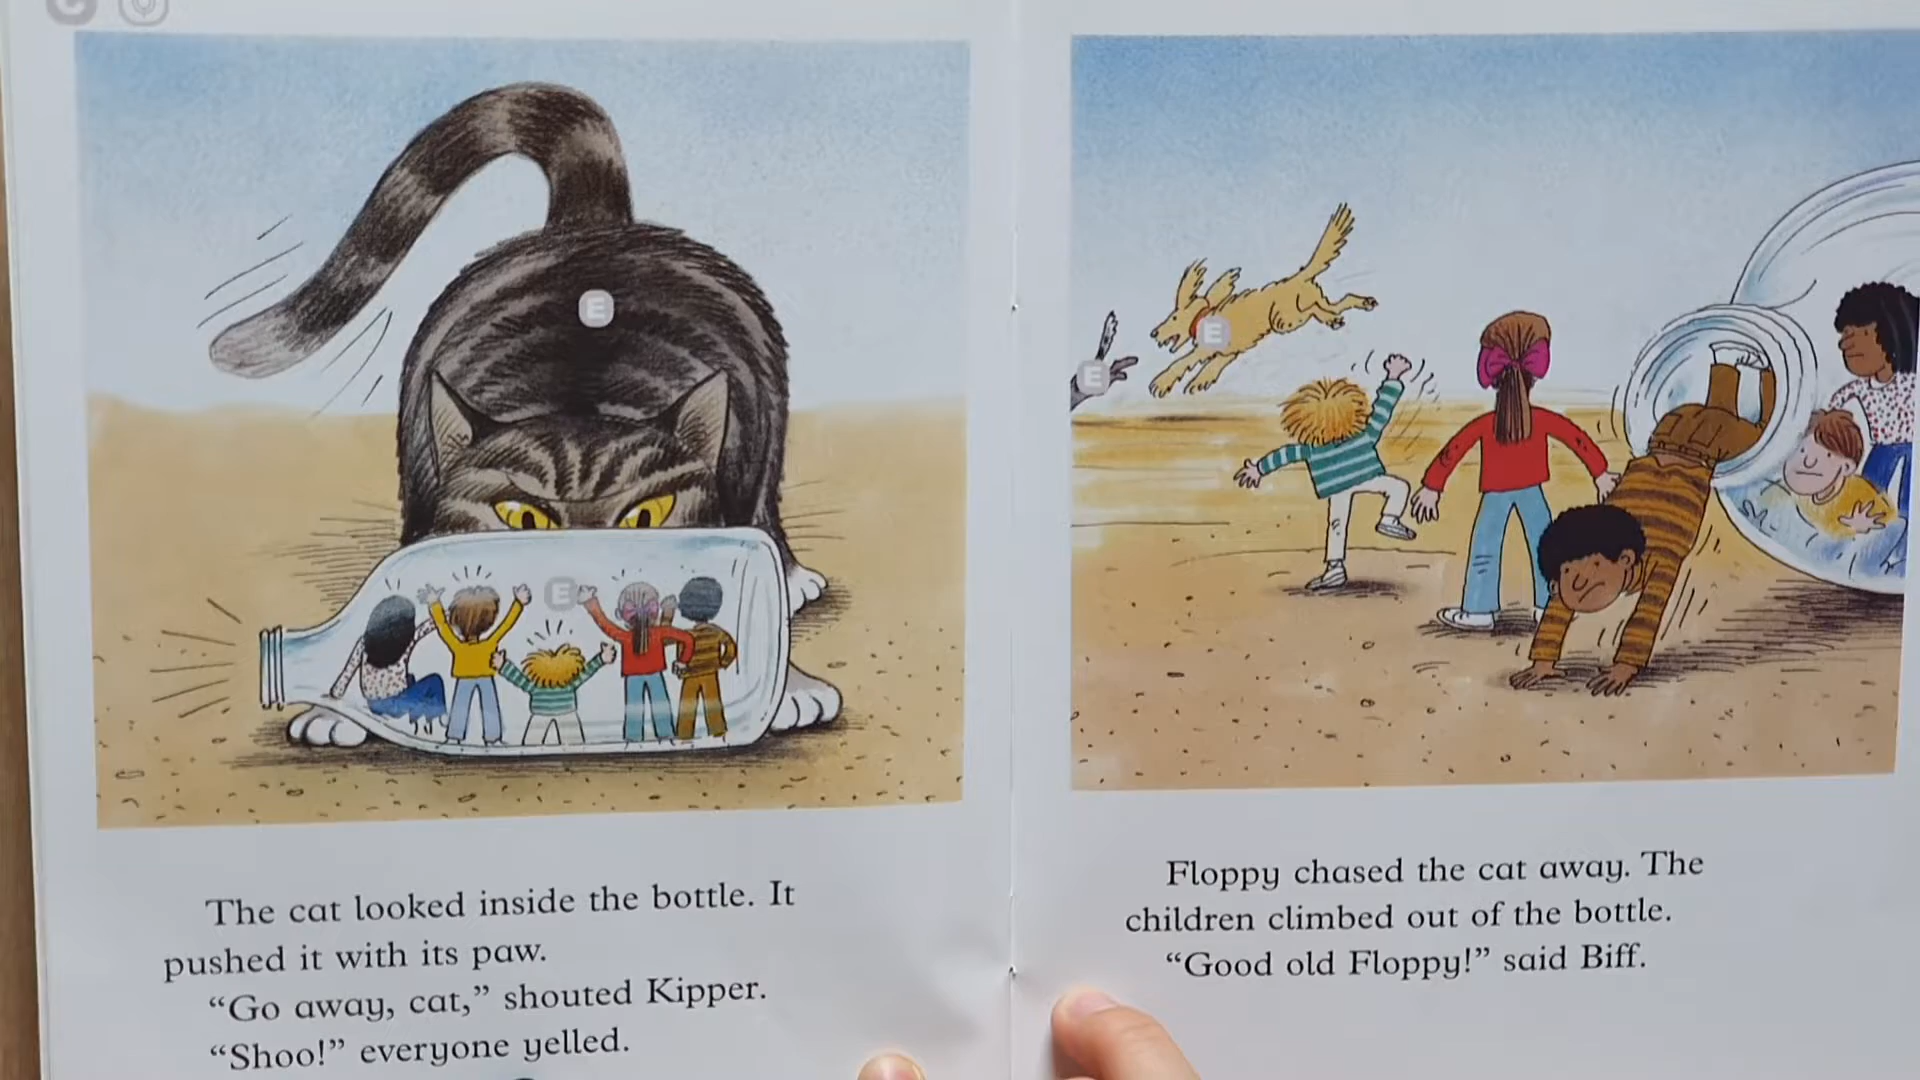 The cat looked inside the bottle. It
pushed it with its paw.
“Go away, cat,” shouted Kipper.
“Shoo!” everyone yelled.
Floppy chased the cat away. The
children climbed out of the bottle.
“Good old Floppy!” said Biff.
E
E
E
E